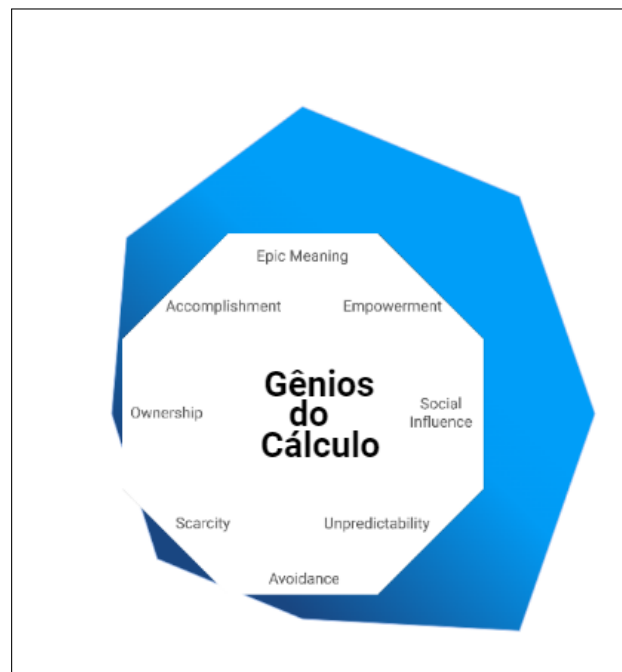 Epic Meaning
Accomplishment
Empowerment
Gênios
do
Cálculo
Ownership
Social
Influence
Scarcity
Unpredictability
Avoidance